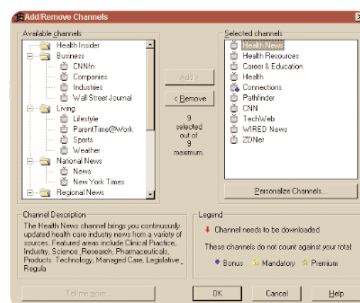 Add/Remove Channels
Available channels
Health Insider
Business
CNNfn
Companies
Industries
Wall Street Journal
Living
Lifestyle
ParentTime@Work
Sports
Weather
National News
News
New York Times
Regional News
Add >
< Remove
9
selected
out of
9
maximum.
Selected channels
Health News
Health Resources
Career & Education
Health
Connections
Pathfinder
CNN
TechWeb
WIRED News
ZDNet
Personalize Channels...
Channel Description
The Health News channel brings you continuously
updated health care industry news from a variety of
sources. Featured areas include Clinical Practice,
Industry, Science_Research, Pharmaceuticals,
Products: Technology, Managed Care, Legislative_
Regula
Legend
Channel needs to be downloaded
These channels do not count against your total:
Bonus Mandatory Premium
Tell me more...
OK
Cancel
Help